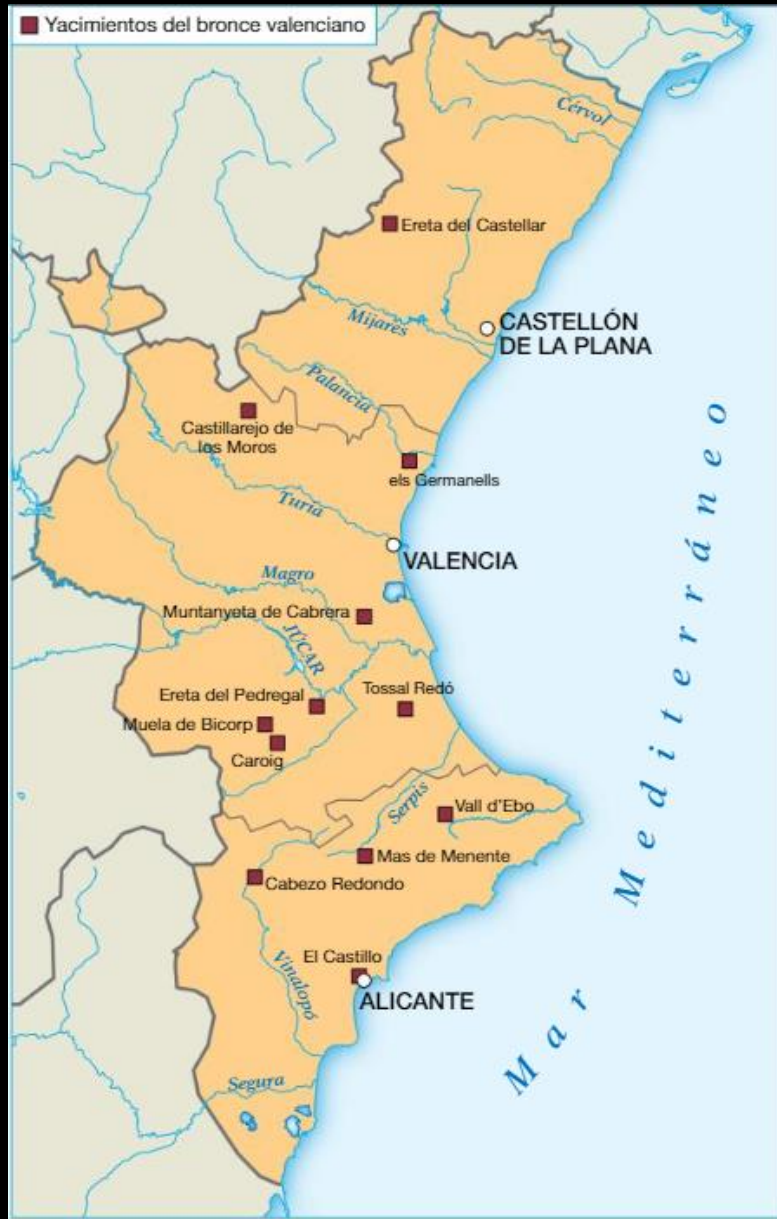 Yacimientos del bronce valenciano
Cérvol
Ereta del Castellar
Mijares
CASTELLÓN
DE LA PLANA
Palancia
Castillarejo de
los Moros
els Germanells
Turia
VALENCIA
Magro
Muntanyeta de Cabrera
JÚCAR
Ereta del Pedregal
Tossal Redó
Muela de Bicorp
Caroig
Serpis
Vall d'Ebo
Mas de Menente
Cabezo Redondo
El Castillo
Vinalopó
ALICANTE
Segura
Mar Mediterráneo